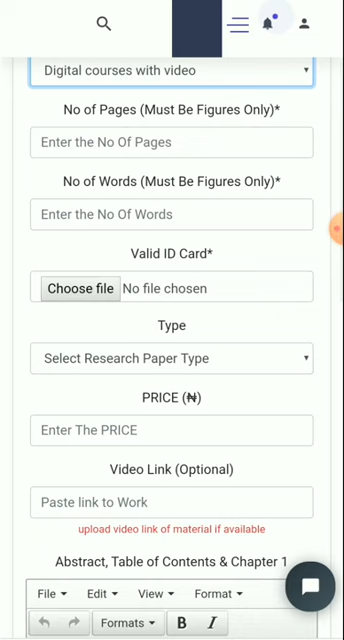 Digital courses with video
No of Pages (Must Be Figures Only)*
Enter the No Of Pages
No of Words (Must Be Figures Only)*
Enter the No Of Words
Valid ID Card*
Choose file No file chosen
Type
Select Research Paper Type
PRICE (₦)
Enter The PRICE
Video Link (Optional)
Paste link to Work
upload video link of material if available
Abstract, Table of Contents & Chapter 1
File Edit View Format
Formats B I